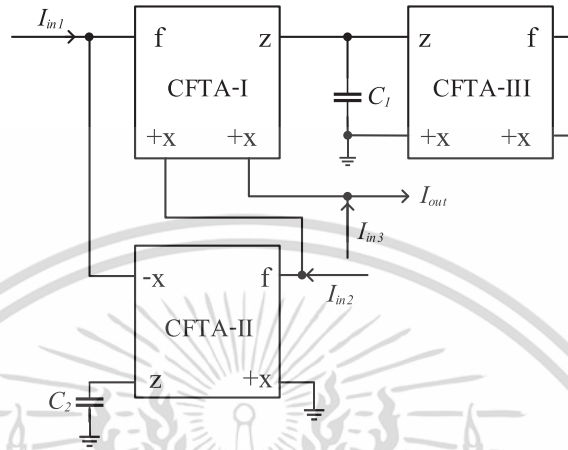 I_in1
f z
z f
CFTA-I
CFTA-III
C_1
+x +x
+x +x
I_out
I_in3
-x f
I_in2
CFTA-II
z +x
C_2